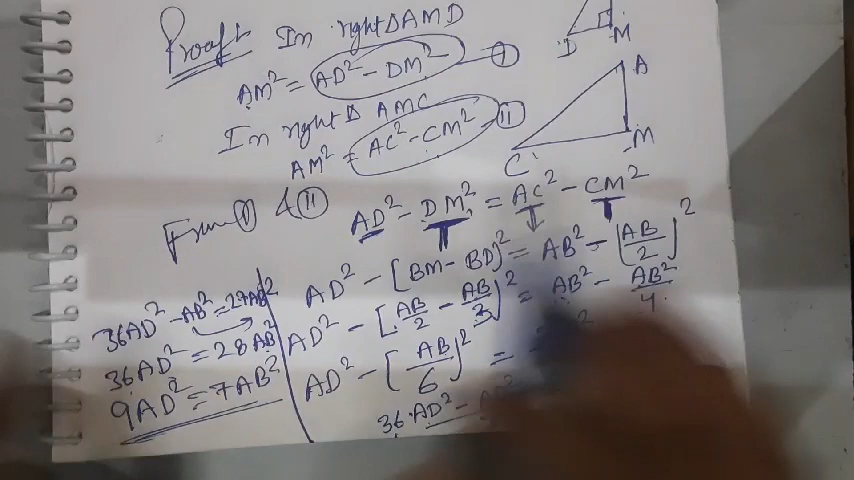 Proof:- In right ΔAMD
AM² = AD² - DM² - I
D M
A
M
C
In right Δ AMC
AM² = AC² - CM² II
From I & II AD² - DM² = AC² - CM²
AD² - [BM - BD]² = AB² - [AB/2]²
AD² - [AB/2 - AB/3]² = AB² - AB²/4
AD² - [AB/6]² =
36 AD² -
36AD² - AB² = 27AB²
36AD² = 28AB²
9AD² = 7AB²